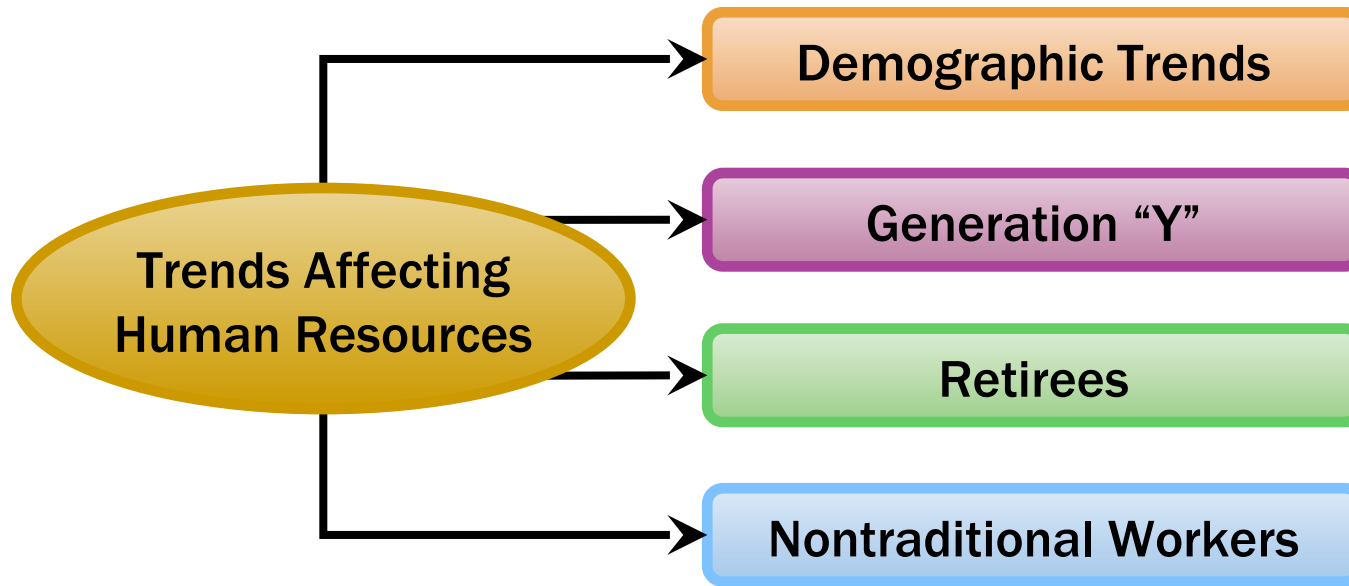 Demographic Trends
Generation “Y”
Trends Affecting
Human Resources
Retirees
Nontraditional Workers